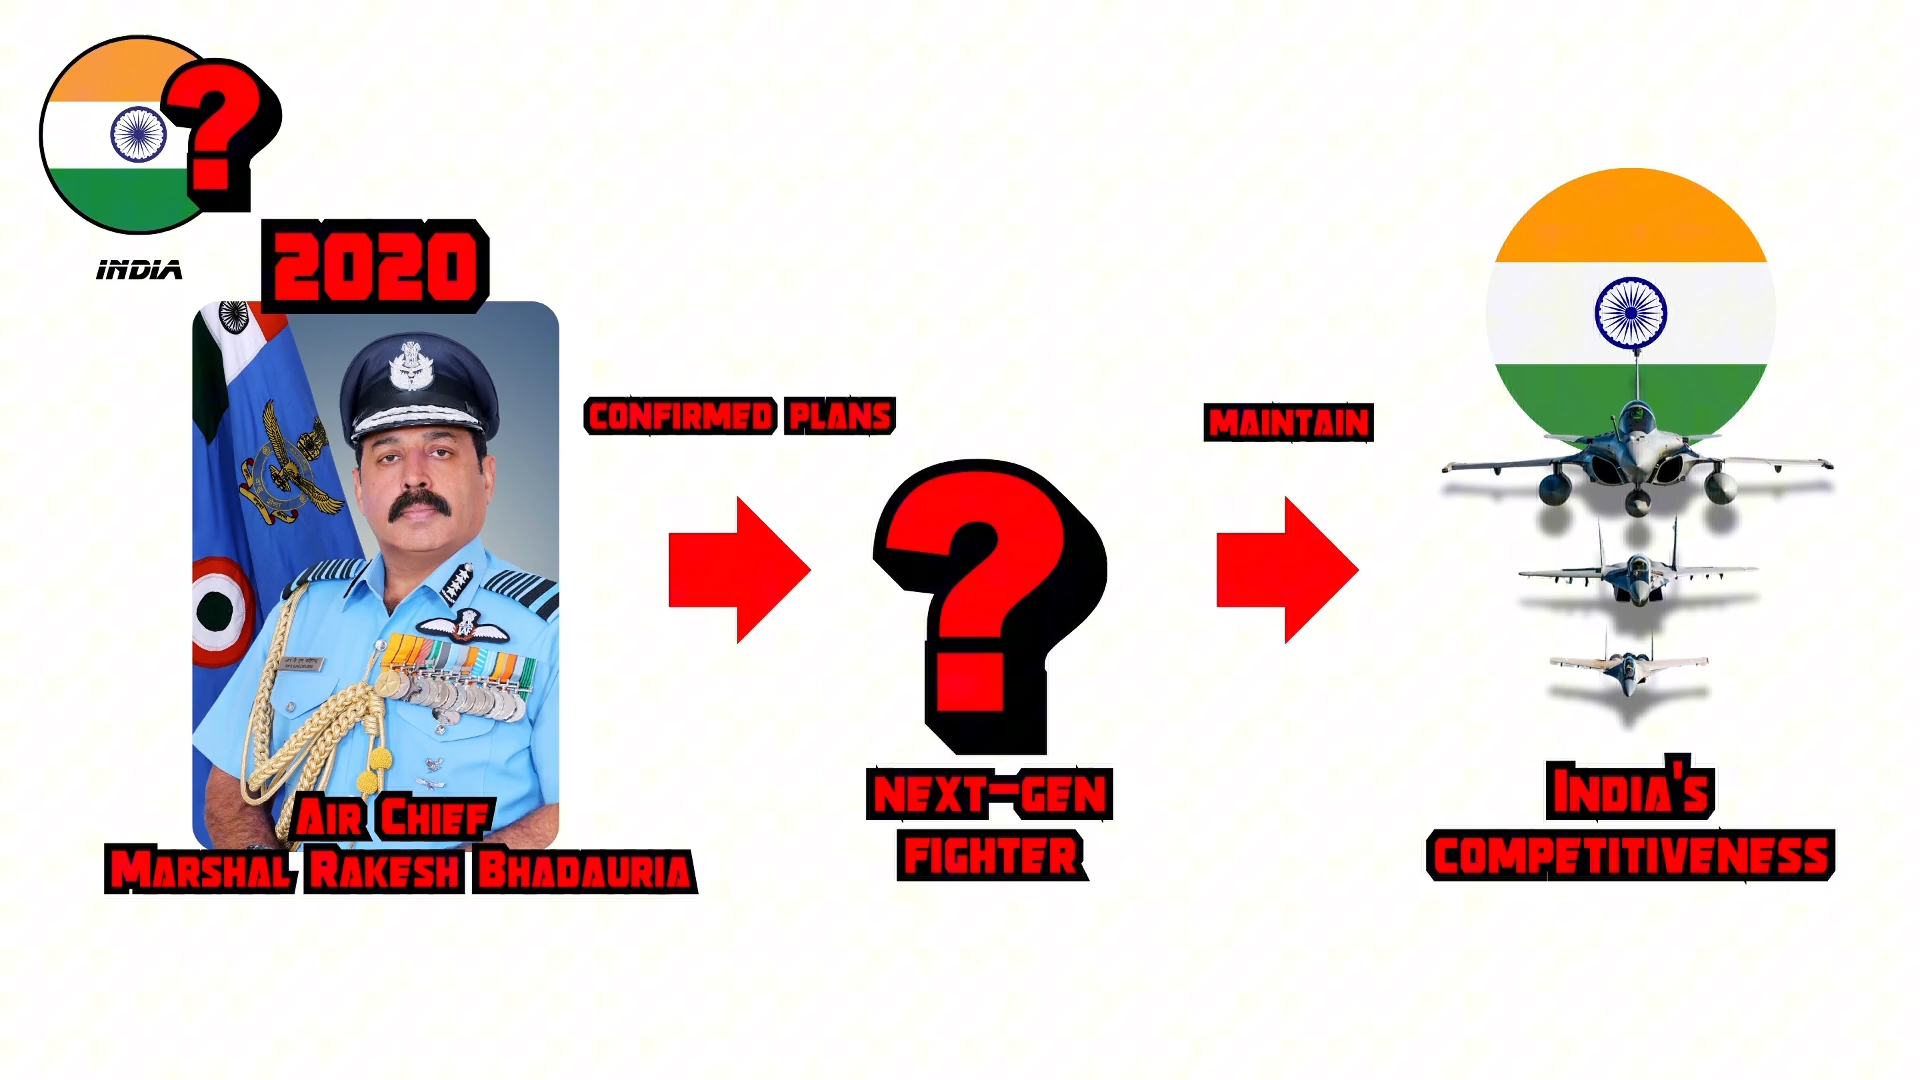 ?
INDIA
2020
CONFIRMED PLANS
MAINTAIN
?
Air Chief
Marshal Rakesh Bhadauria
NEXT-GEN
FIGHTER
India's
COMPETITIVENESS